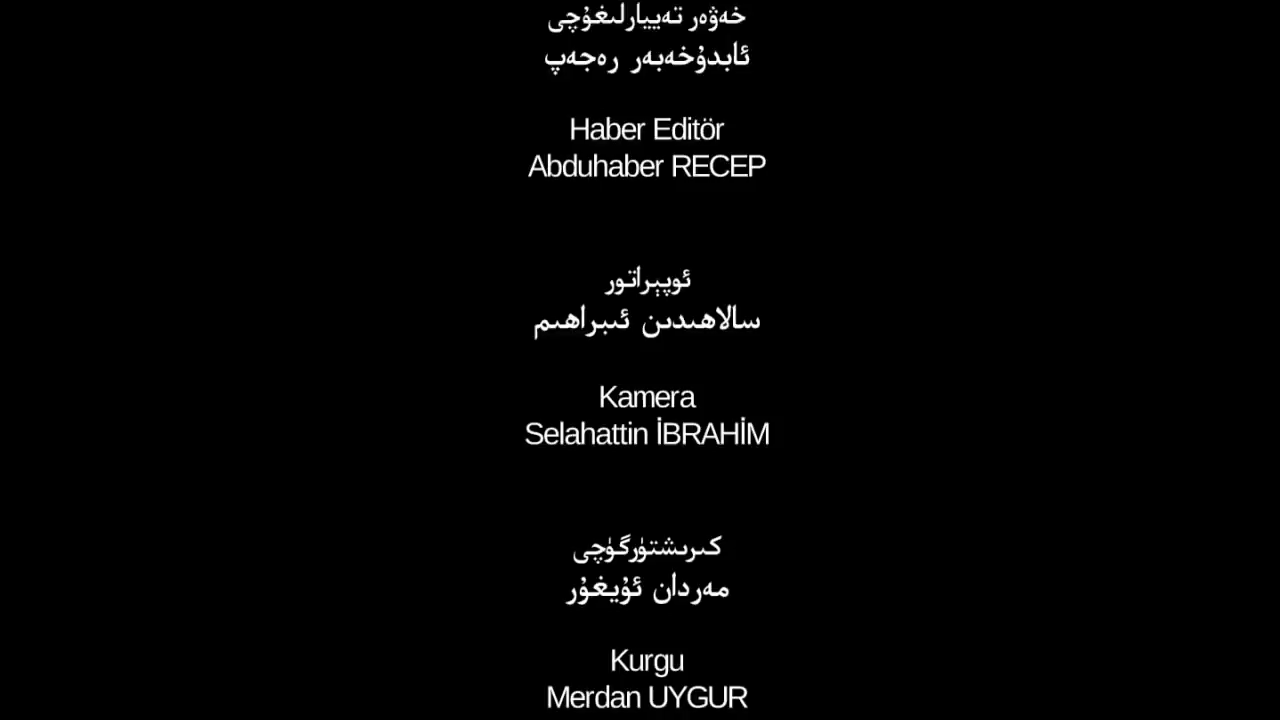 خەۋەر تەييارلىغۇچى
ئابدۇخەبەر رەجەپ
Haber Editör
Abduhaber RECEP
ئوپېراتور
سالاھىدىن ئىبراھىم
Kamera
Selahattin İBRAHİM
كىرىشتۈرگۈچى
مەردان ئۇيغۇر
Kurgu
Merdan UYGUR